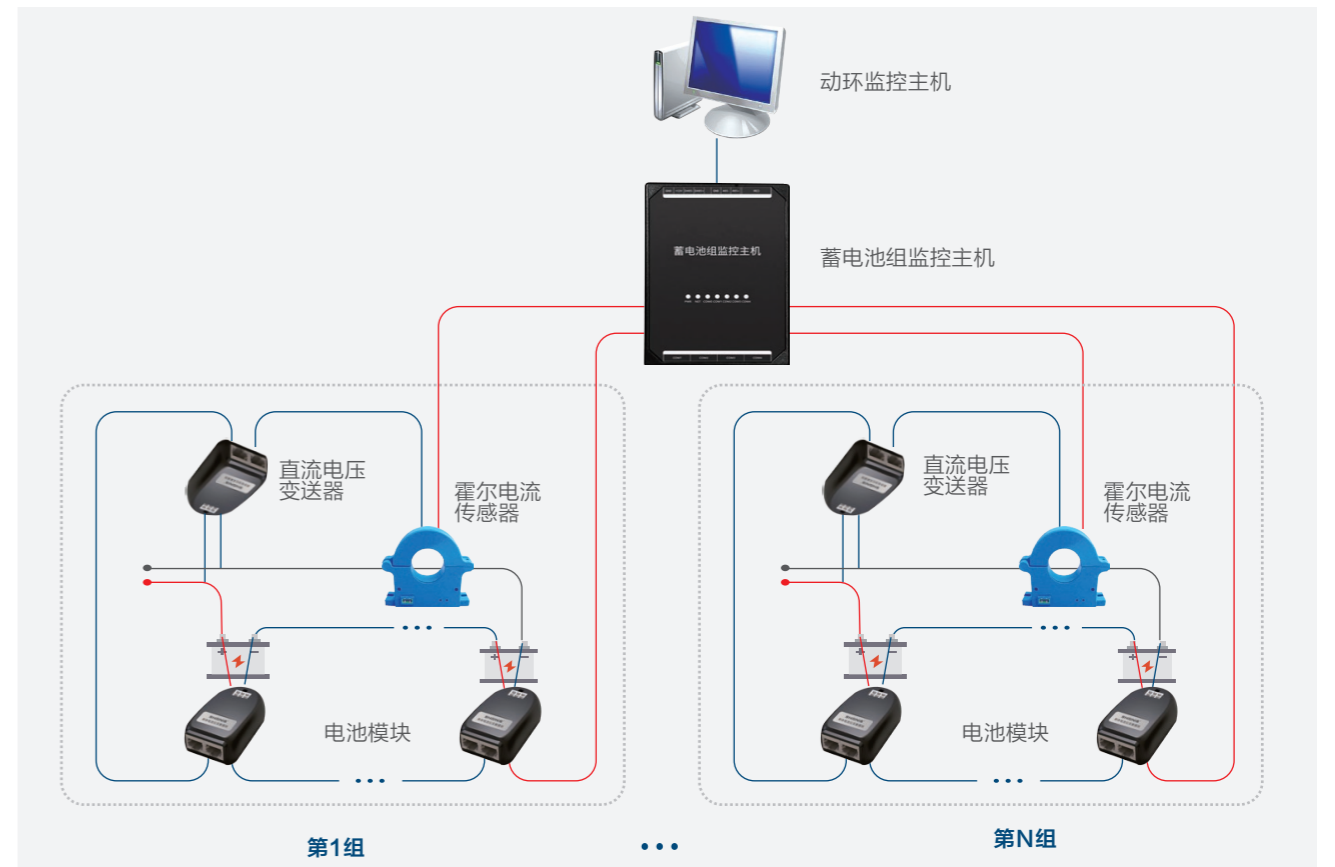 动环监控主机
蓄电池组监控主机
蓄电池组监控主机
直流电压
变送器
霍尔电流
传感器
直流电压
变送器
霍尔电流
传感器
+
−
+
−
+
−
+
−
电池模块
电池模块
第1组
•••
第N组